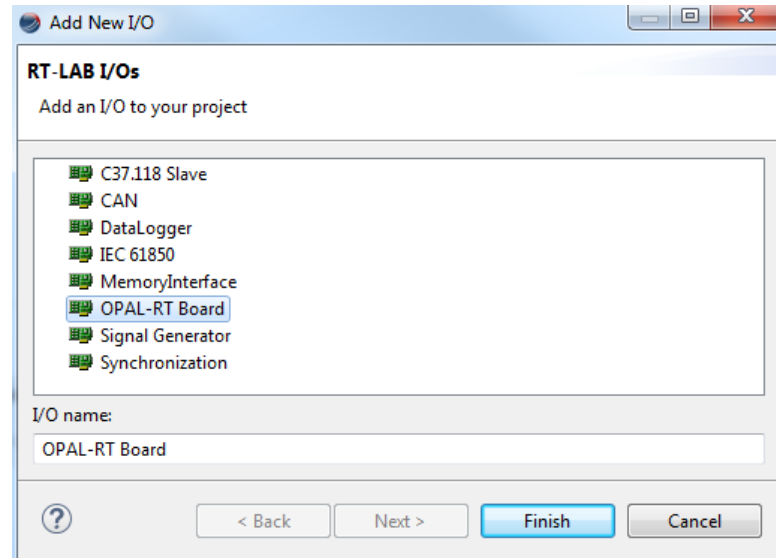 Add New I/O
RT-LAB I/Os
Add an I/O to your project
C37.118 Slave
CAN
DataLogger
IEC 61850
MemoryInterface
OPAL-RT Board
Signal Generator
Synchronization
I/O name:
OPAL-RT Board
? < Back Next > Finish Cancel